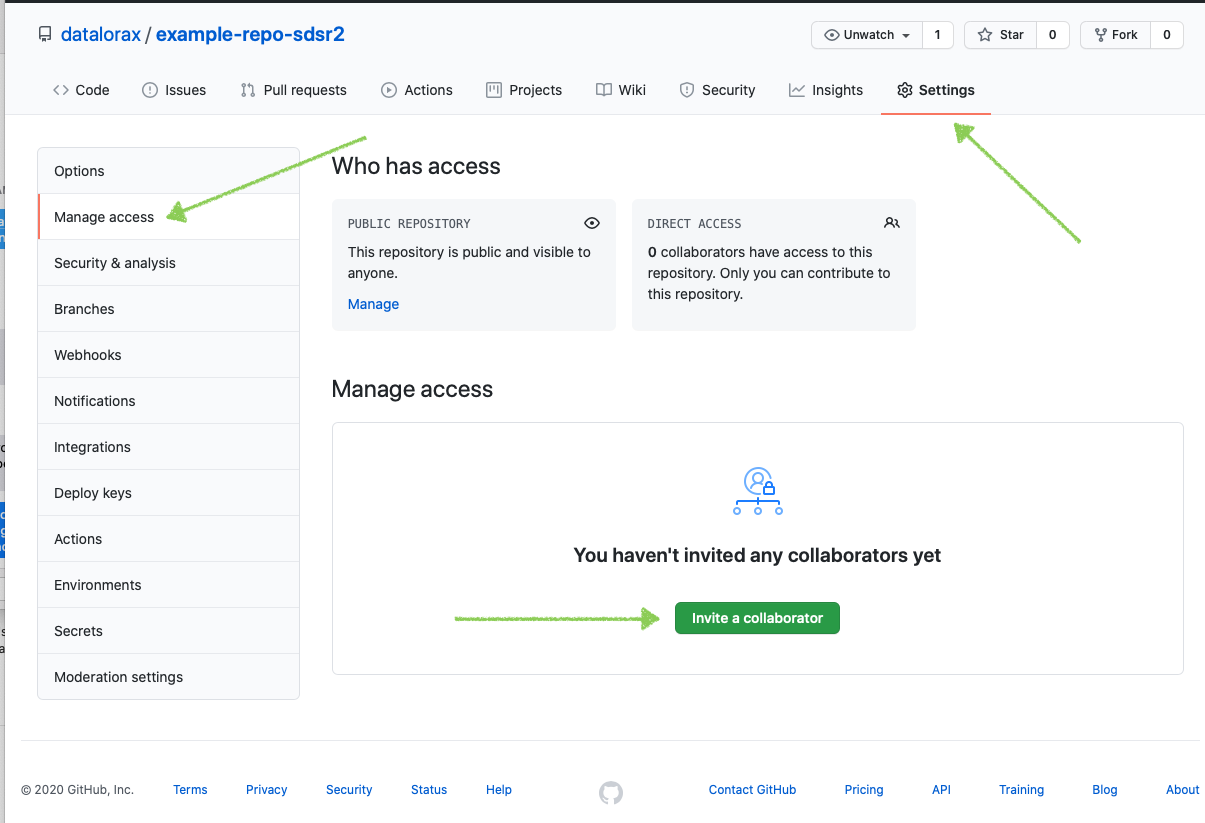 datalorax / example-repo-sdsr2
Unwatch 1 Star 0 Fork 0
Code Issues Pull requests Actions Projects Wiki Security Insights Settings
Options
Manage access
Security & analysis
Branches
Webhooks
Notifications
Integrations
Deploy keys
Actions
Environments
Secrets
Moderation settings
Who has access
PUBLIC REPOSITORY
This repository is public and visible to
anyone.
Manage
DIRECT ACCESS
0 collaborators have access to this
repository. Only you can contribute to
this repository.
Manage access
You haven't invited any collaborators yet
Invite a collaborator
© 2020 GitHub, Inc. Terms Privacy Security Status Help Contact GitHub Pricing API Training Blog About